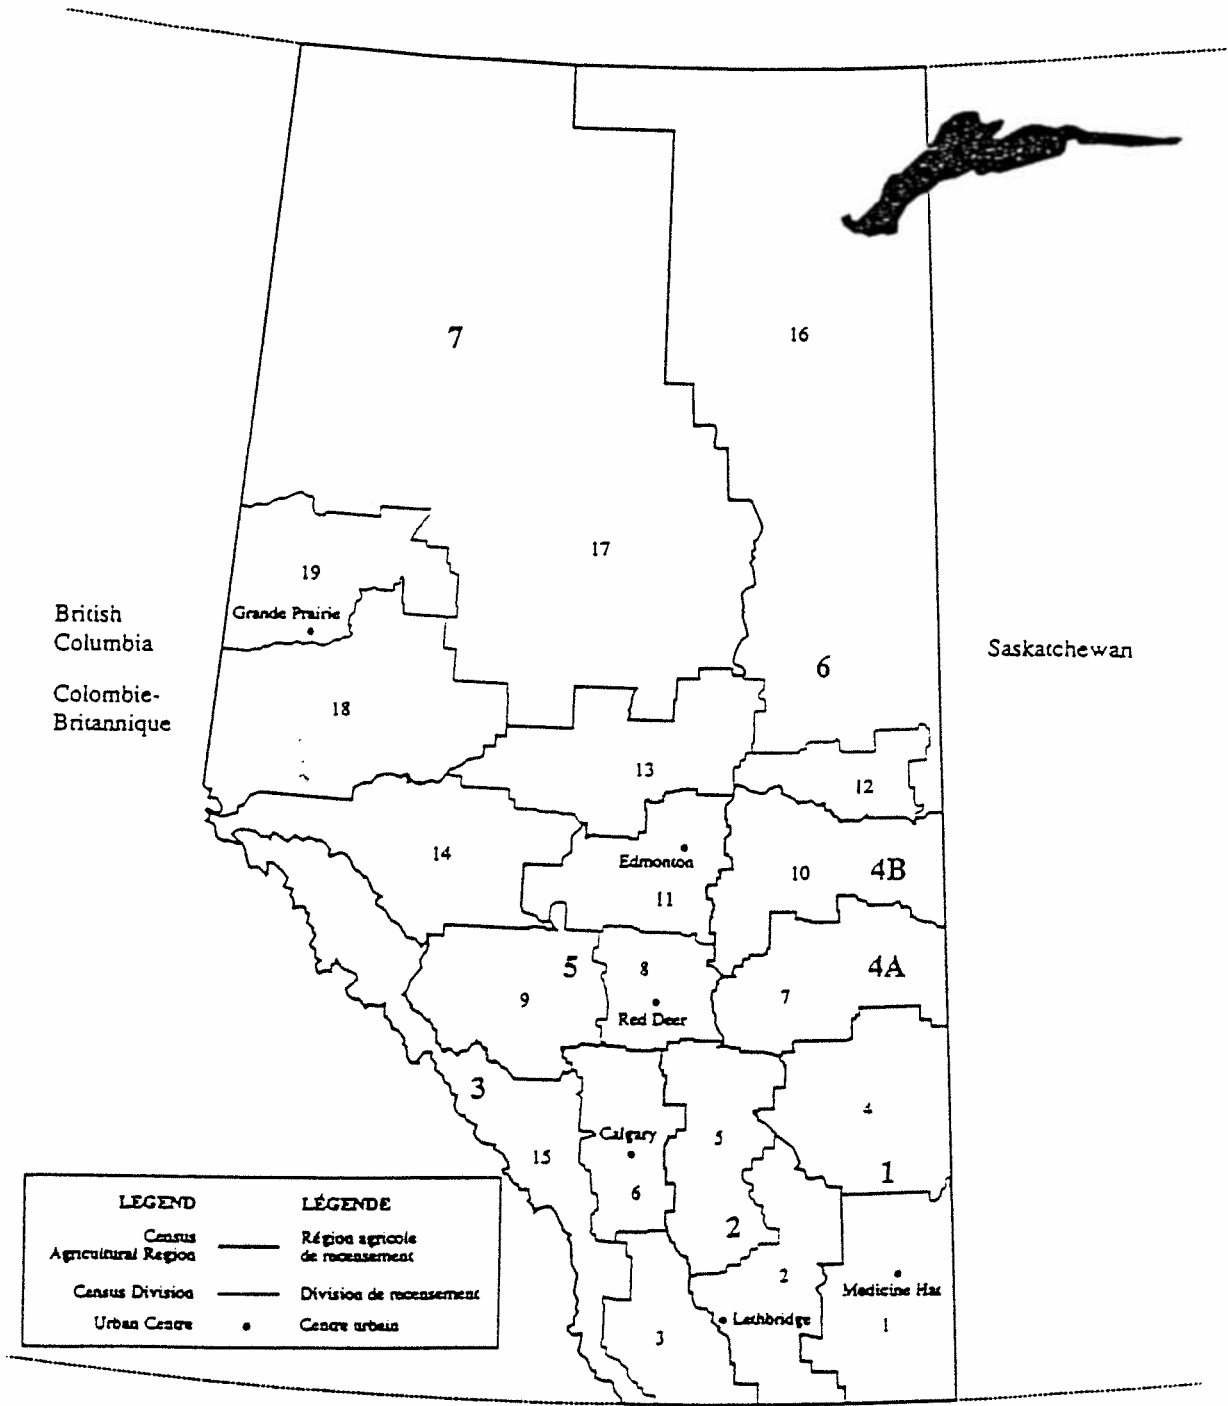 7
16
17
19
Grande Prairie
British
Columbia
Colombie-
Britannique
Saskatchewan
6
18
13
12
14
Edmonton
10
4B
11
5
8
4A
9
7
Red Deer
3
4
Calgary
5
15
1
6
2
2
Medicine Hat
Lethbridge
1
3
LEGEND
LÉGENDE
Census
Agricultural Region
Région agricole
de recensement
Census Division
Division de recensement
Urban Centre
Centre urbain